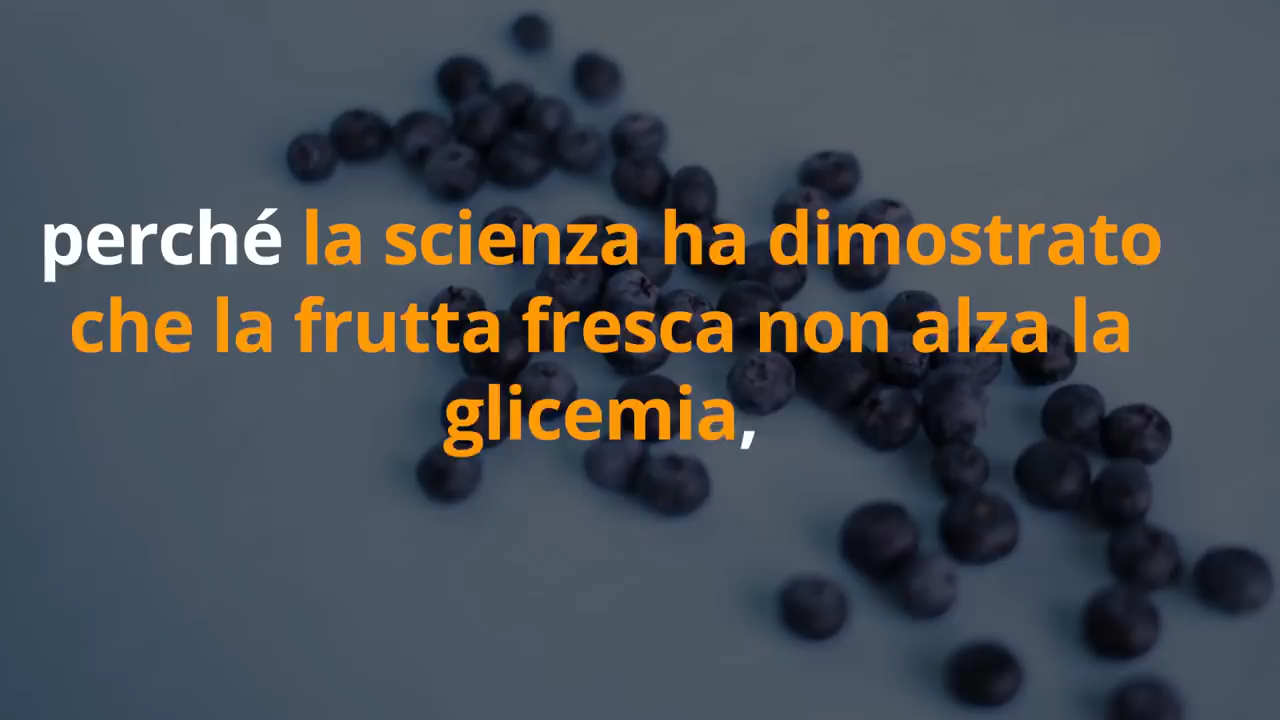 perché la scienza ha dimostrato
che la frutta fresca non alza la
glicemia,